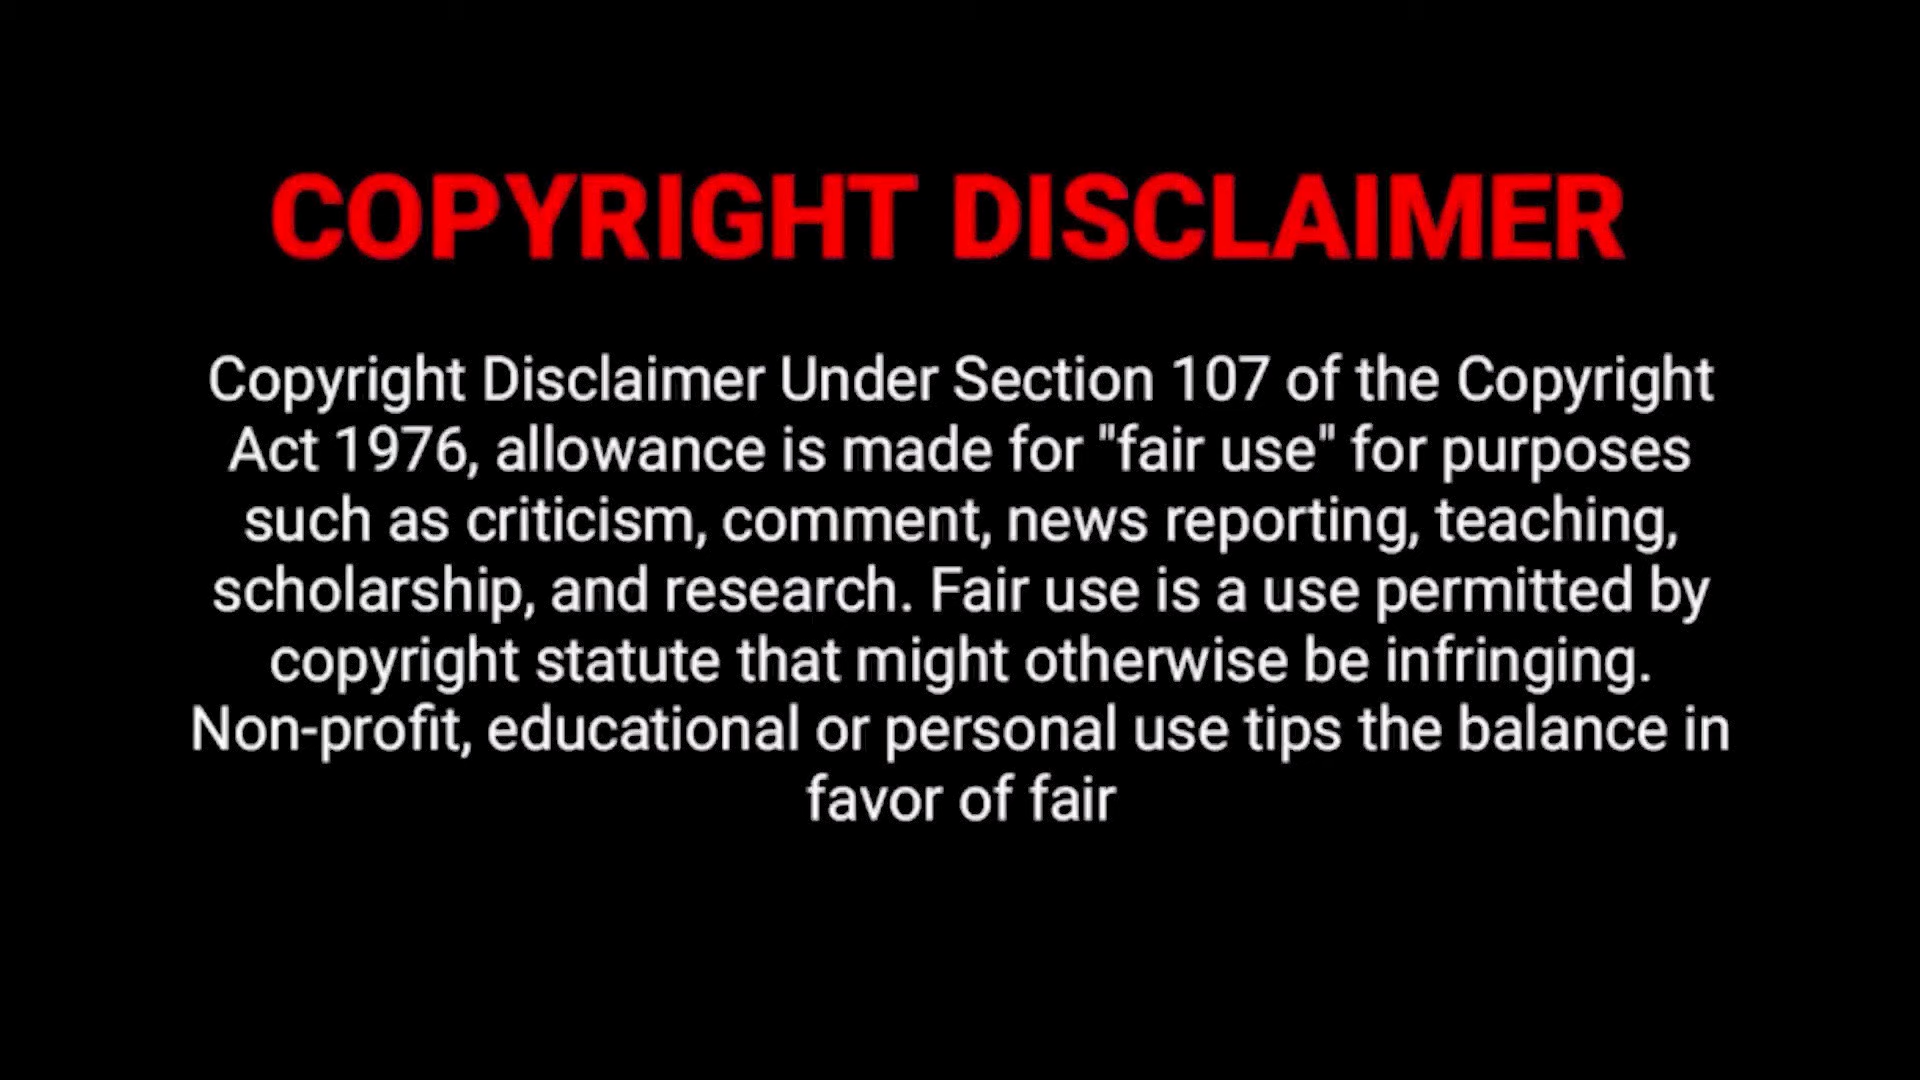 COPYRIGHT DISCLAIMER
Copyright Disclaimer Under Section 107 of the Copyright
Act 1976, allowance is made for "fair use" for purposes
such as criticism, comment, news reporting, teaching,
scholarship, and research. Fair use is a use permitted by
copyright statute that might otherwise be infringing.
Non-profit, educational or personal use tips the balance in
favor of fair